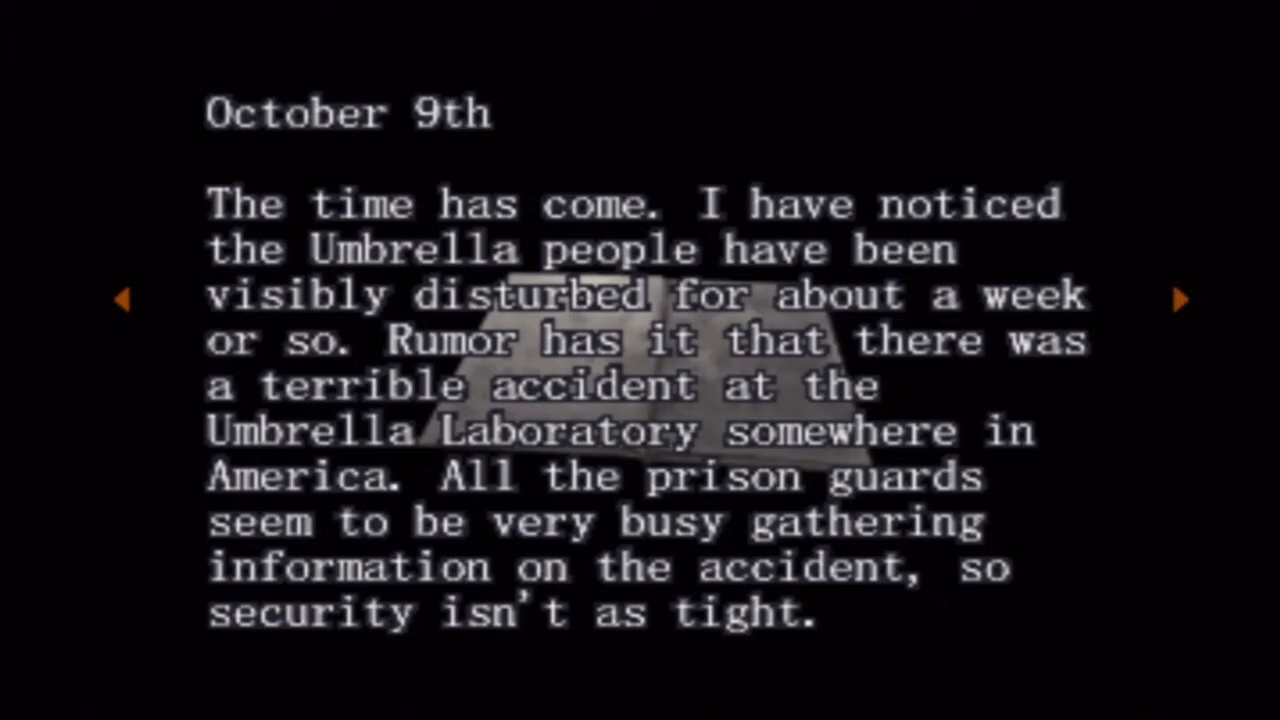 October 9th
The time has come. I have noticed
the Umbrella people have been
visibly disturbed for about a week
or so. Rumor has it that there was
a terrible accident at the
Umbrella Laboratory somewhere in
America. All the prison guards
seem to be very busy gathering
information on the accident, so
security isn't as tight.